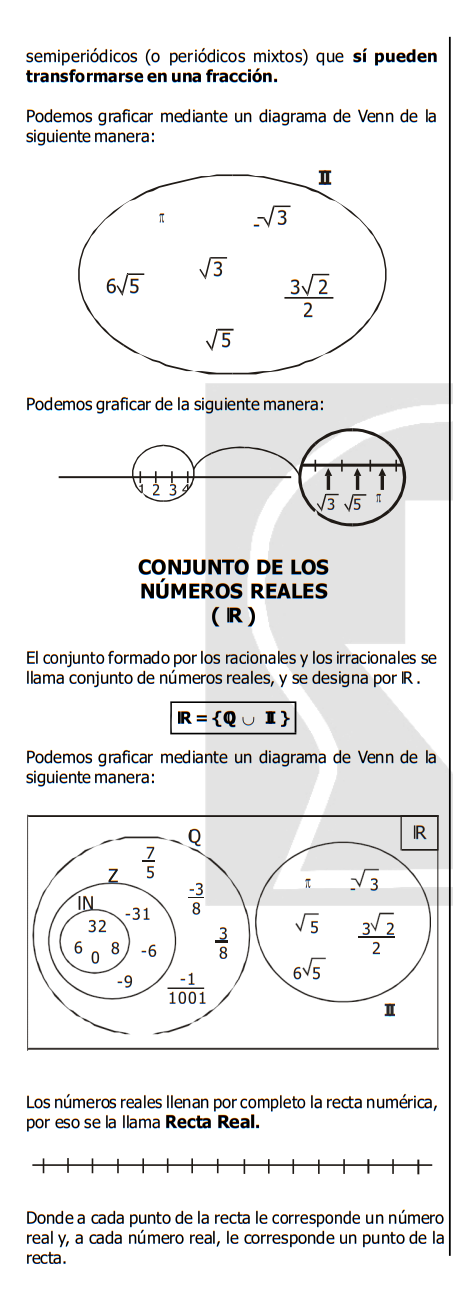 semiperiódicos (o periódicos mixtos) que sí pueden
transformarse en una fracción.
Podemos graficar mediante un diagrama de Venn de la
siguiente manera:
𝕀
π -√3
√3
6√5 3√2/2
√5
Podemos graficar de la siguiente manera:
1 2 3 4
√3 √5 π
CONJUNTO DE LOS
NÚMEROS REALES
( ℝ )
El conjunto formado por los racionales y los irracionales se
llama conjunto de números reales, y se designa por ℝ .
ℝ = {ℚ ∪ 𝕀 }
Podemos graficar mediante un diagrama de Venn de la
siguiente manera:
ℝ
Q
7/5
Z
-3/8
IN
-31
32
6 0 8
-6
3/8
-9
-1/1001
π -√3
√5 3√2/2
6√5
𝕀
Los números reales llenan por completo la recta numérica,
por eso se la llama Recta Real.
Donde a cada punto de la recta le corresponde un número
real y, a cada número real, le corresponde un punto de la
recta.